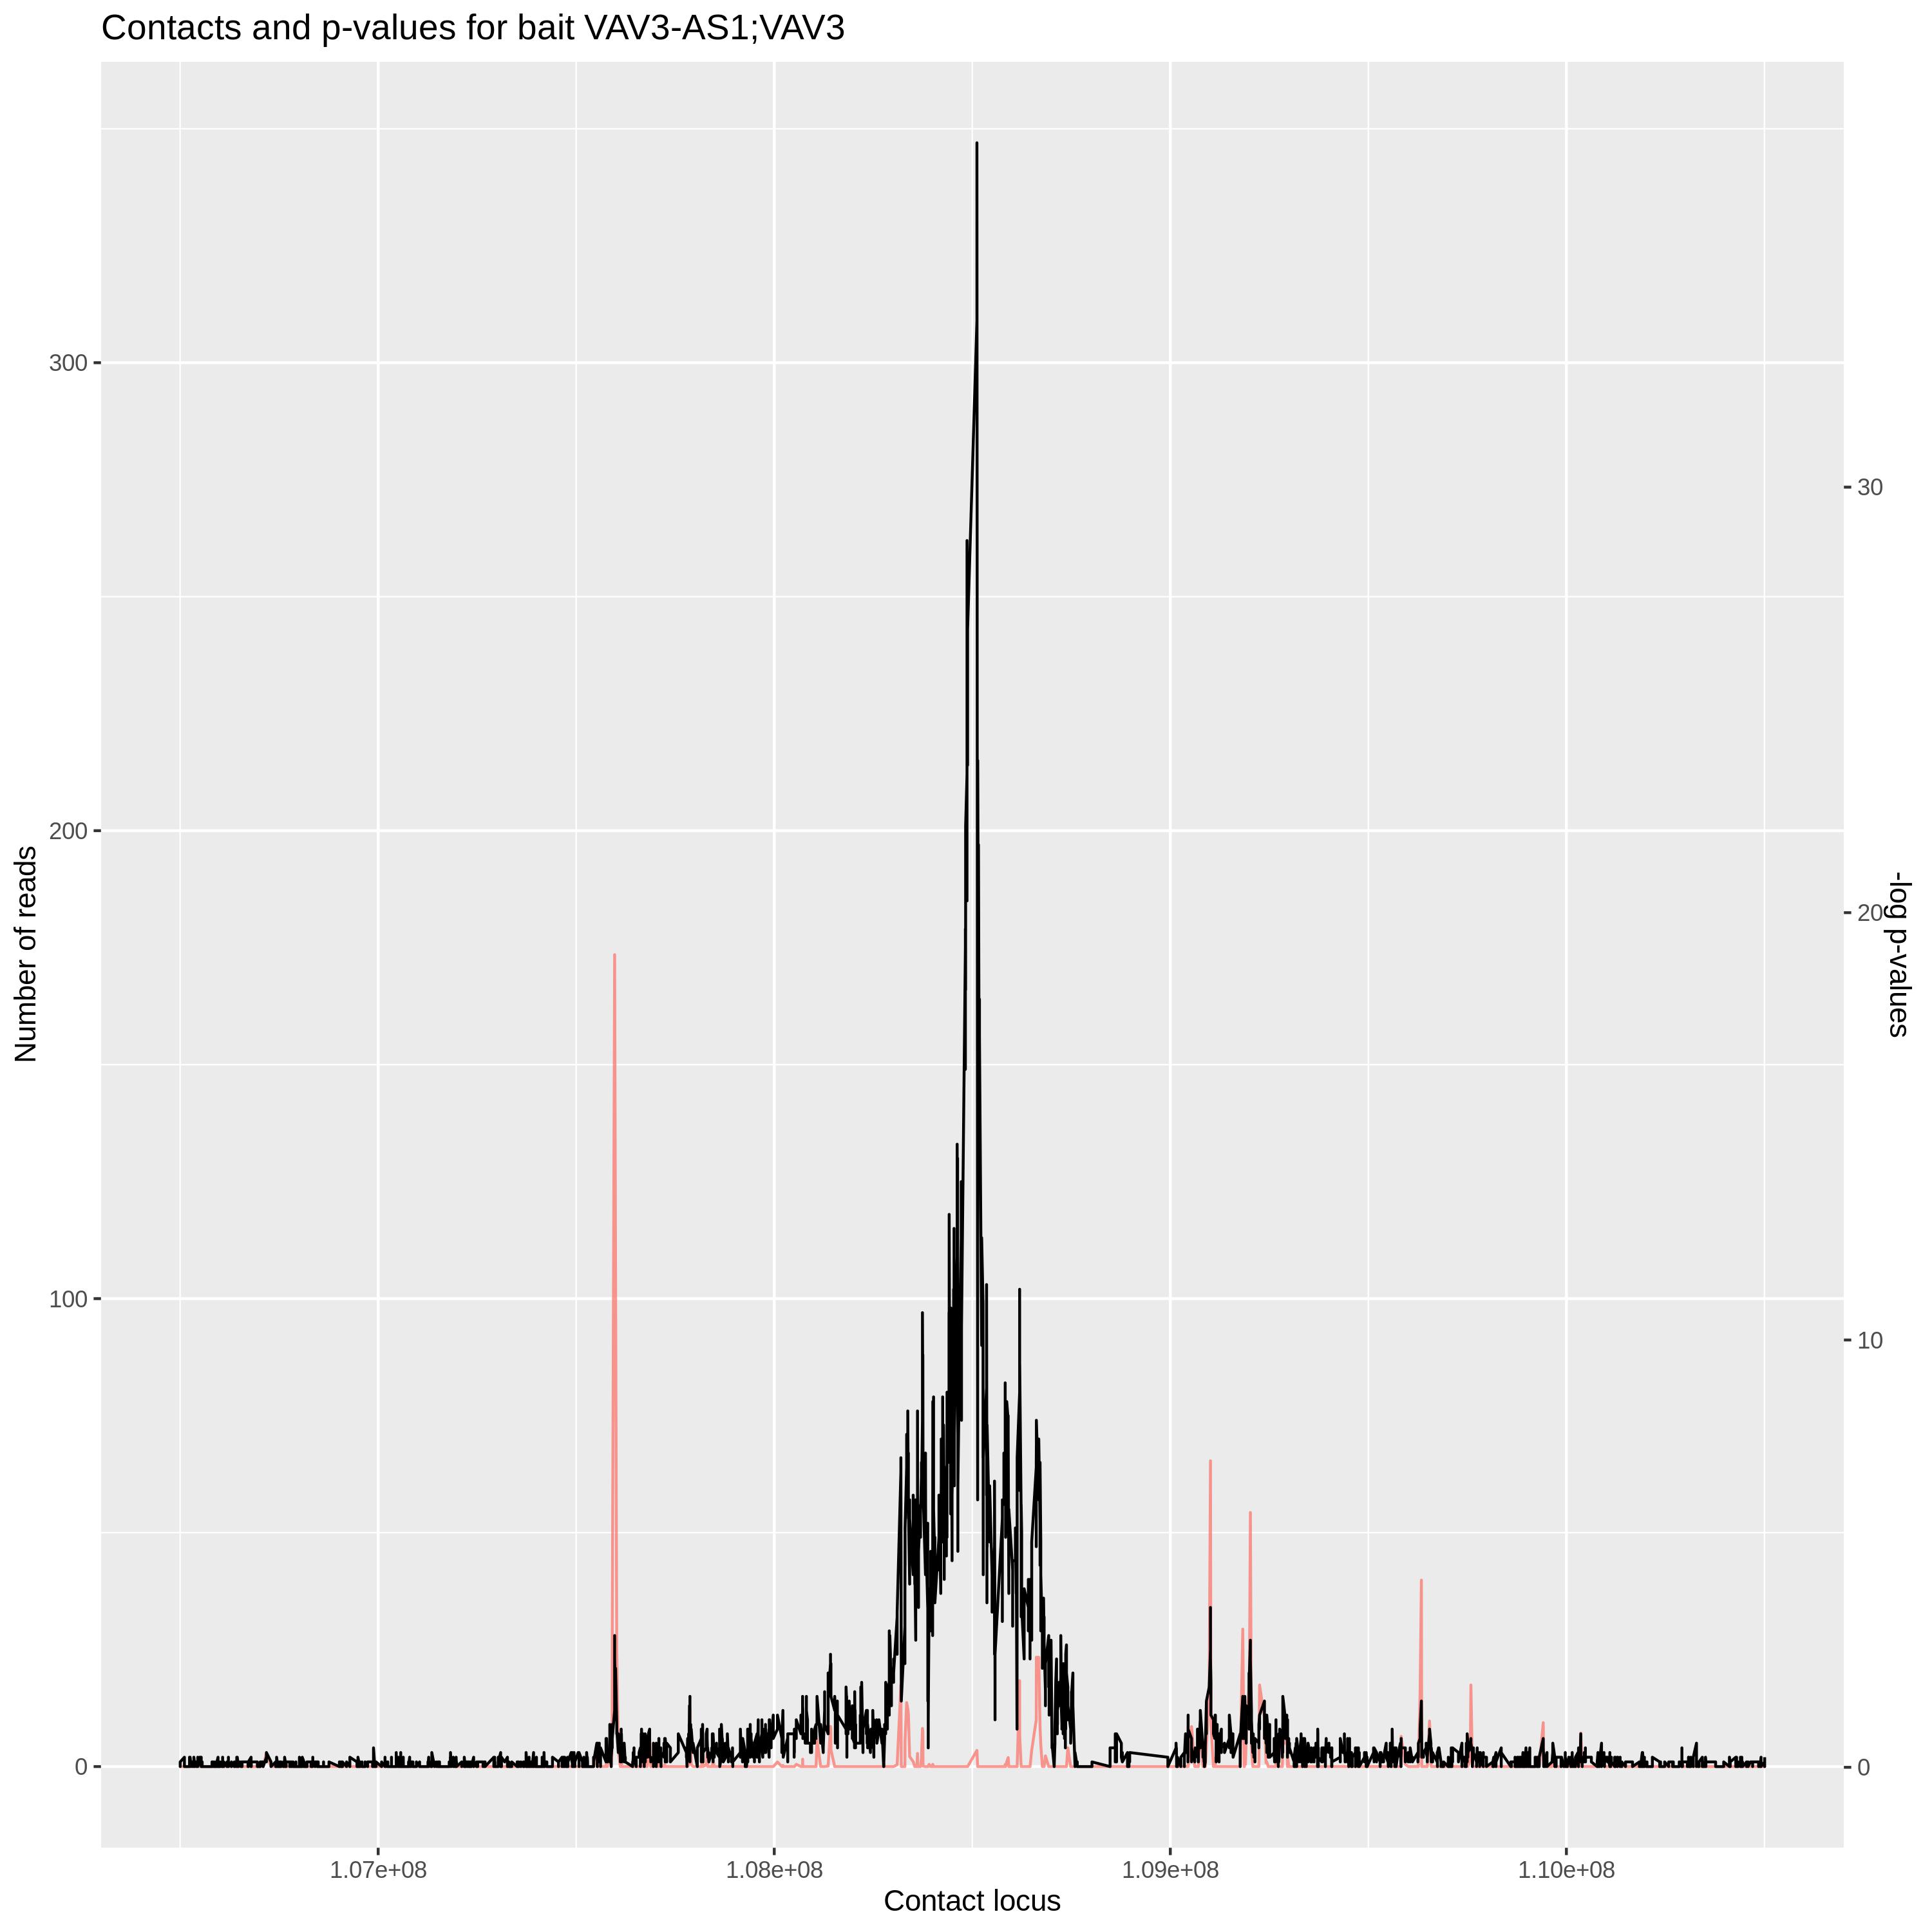 Contacts and p-values for bait VAV3-AS1;VAV3
300
200
100
0
Number of reads
30
20
10
0
-log p-values
1.07e+08
1.08e+08
1.09e+08
1.10e+08
Contact locus